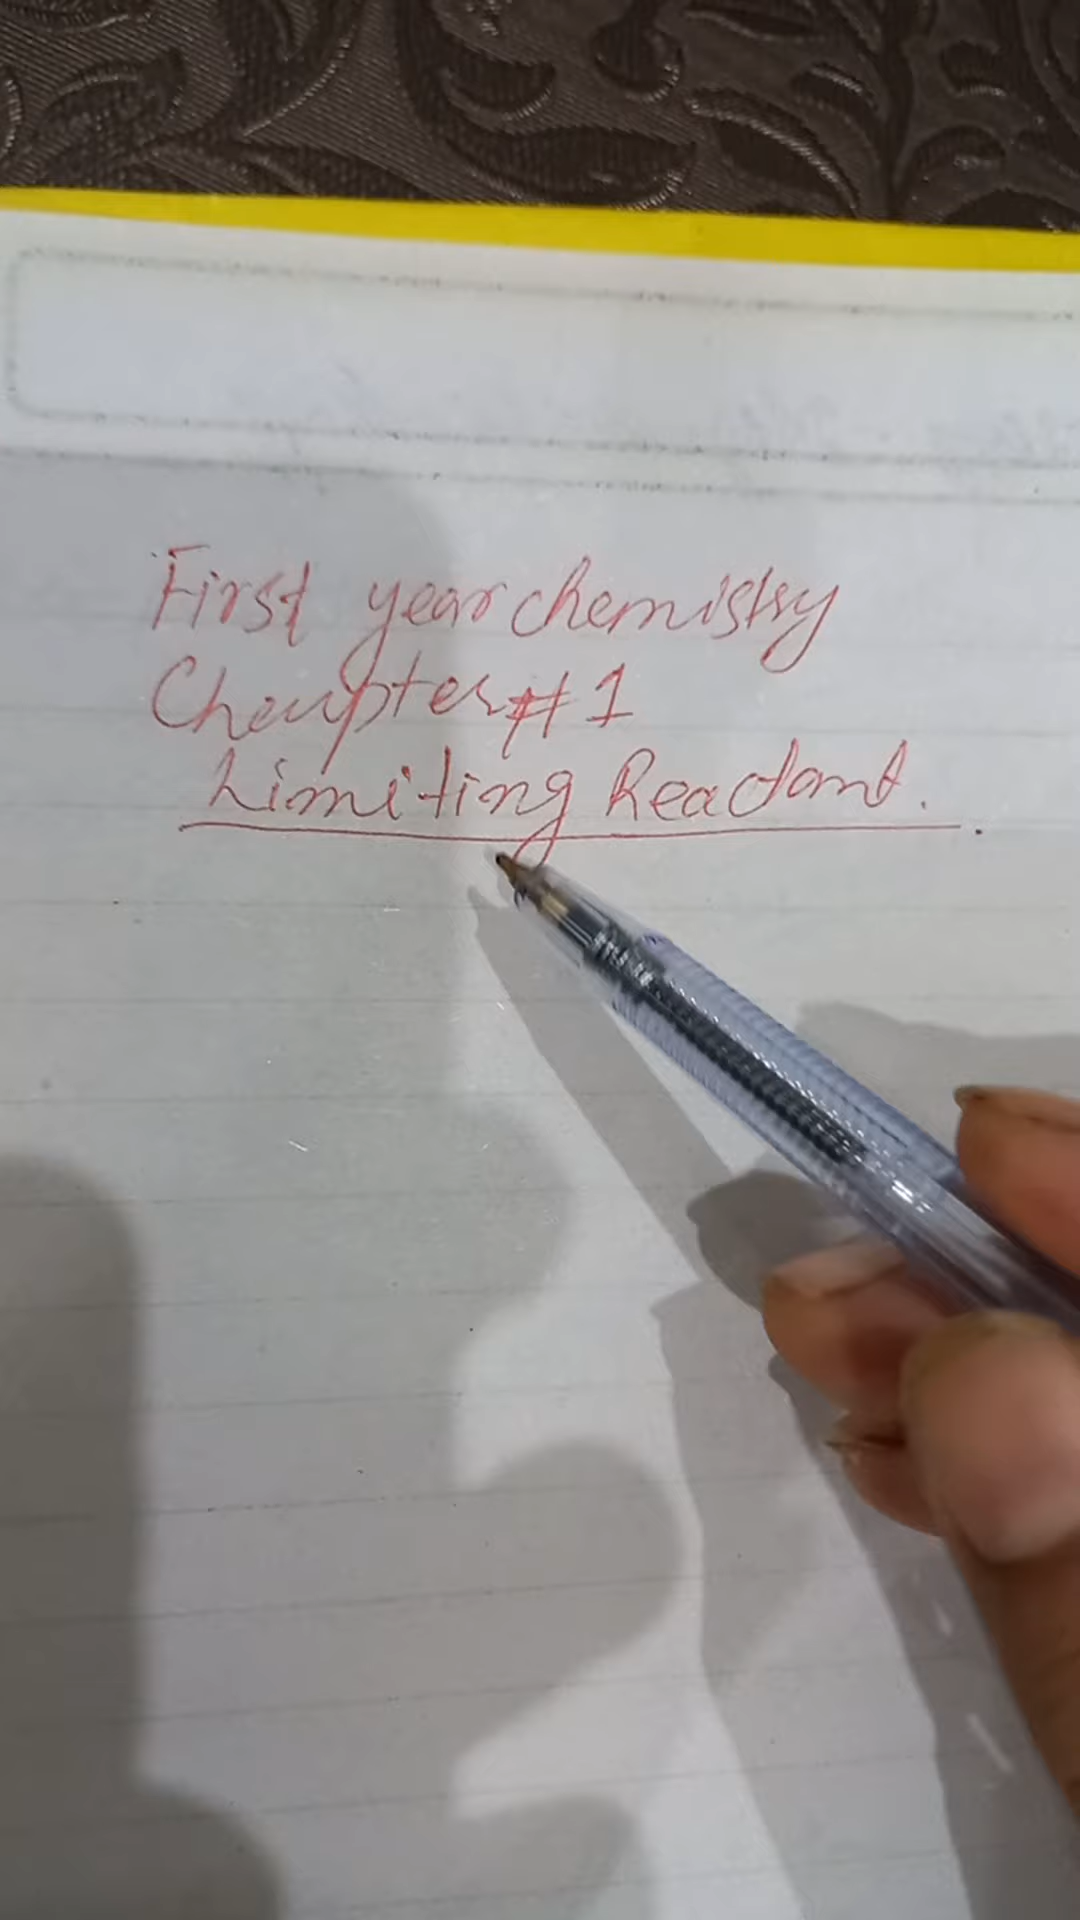 First year chemistry
Chapter # 1
Limiting Reactant.